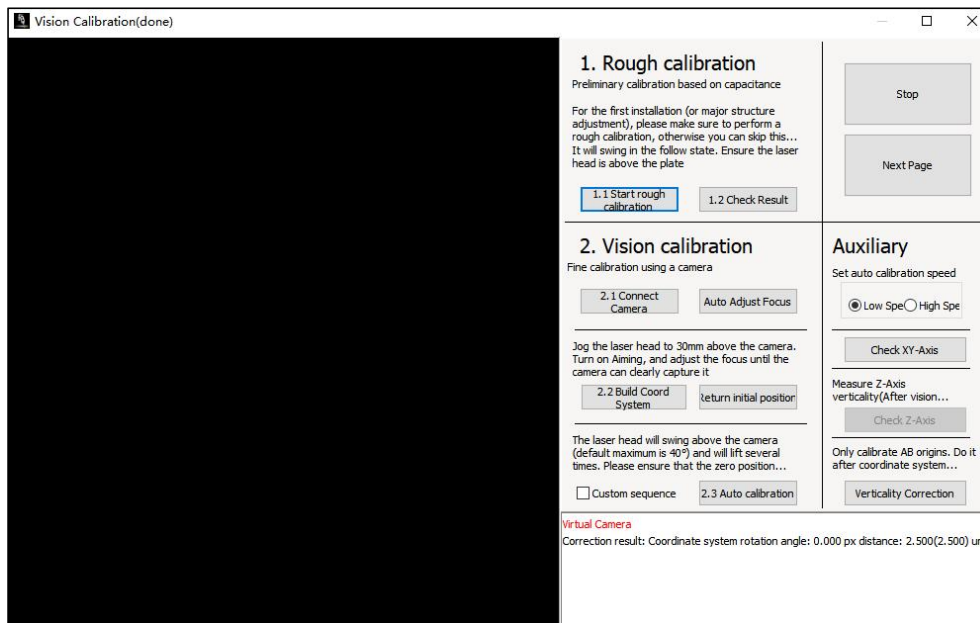 Vision Calibration(done)
1. Rough calibration
Preliminary calibration based on capacitance
For the first installation (or major structure
adjustment), please make sure to perform a
rough calibration, otherwise you can skip this...
It will swing in the follow state. Ensure the laser
head is above the plate
1.1 Start rough
calibration
1.2 Check Result
Stop
Next Page
2. Vision calibration
Fine calibration using a camera
2.1 Connect
Camera
Auto Adjust Focus
Jog the laser head to 30mm above the camera.
Turn on Aiming, and adjust the focus until the
camera can clearly capture it
2.2 Build Coord
System
Return initial position
The laser head will swing above the camera
(default maximum is 40°) and will lift several
times. Please ensure that the zero position...
Custom sequence
2.3 Auto calibration
Auxiliary
Set auto calibration speed
Low Spe
High Spe
Check XY-Axis
Measure Z-Axis
verticality(After vision...
Check Z-Axis
Only calibrate AB origins. Do it
after coordinate system...
Verticality Correction
Virtual Camera
Correction result: Coordinate system rotation angle: 0.000 px distance: 2.500(2.500) un